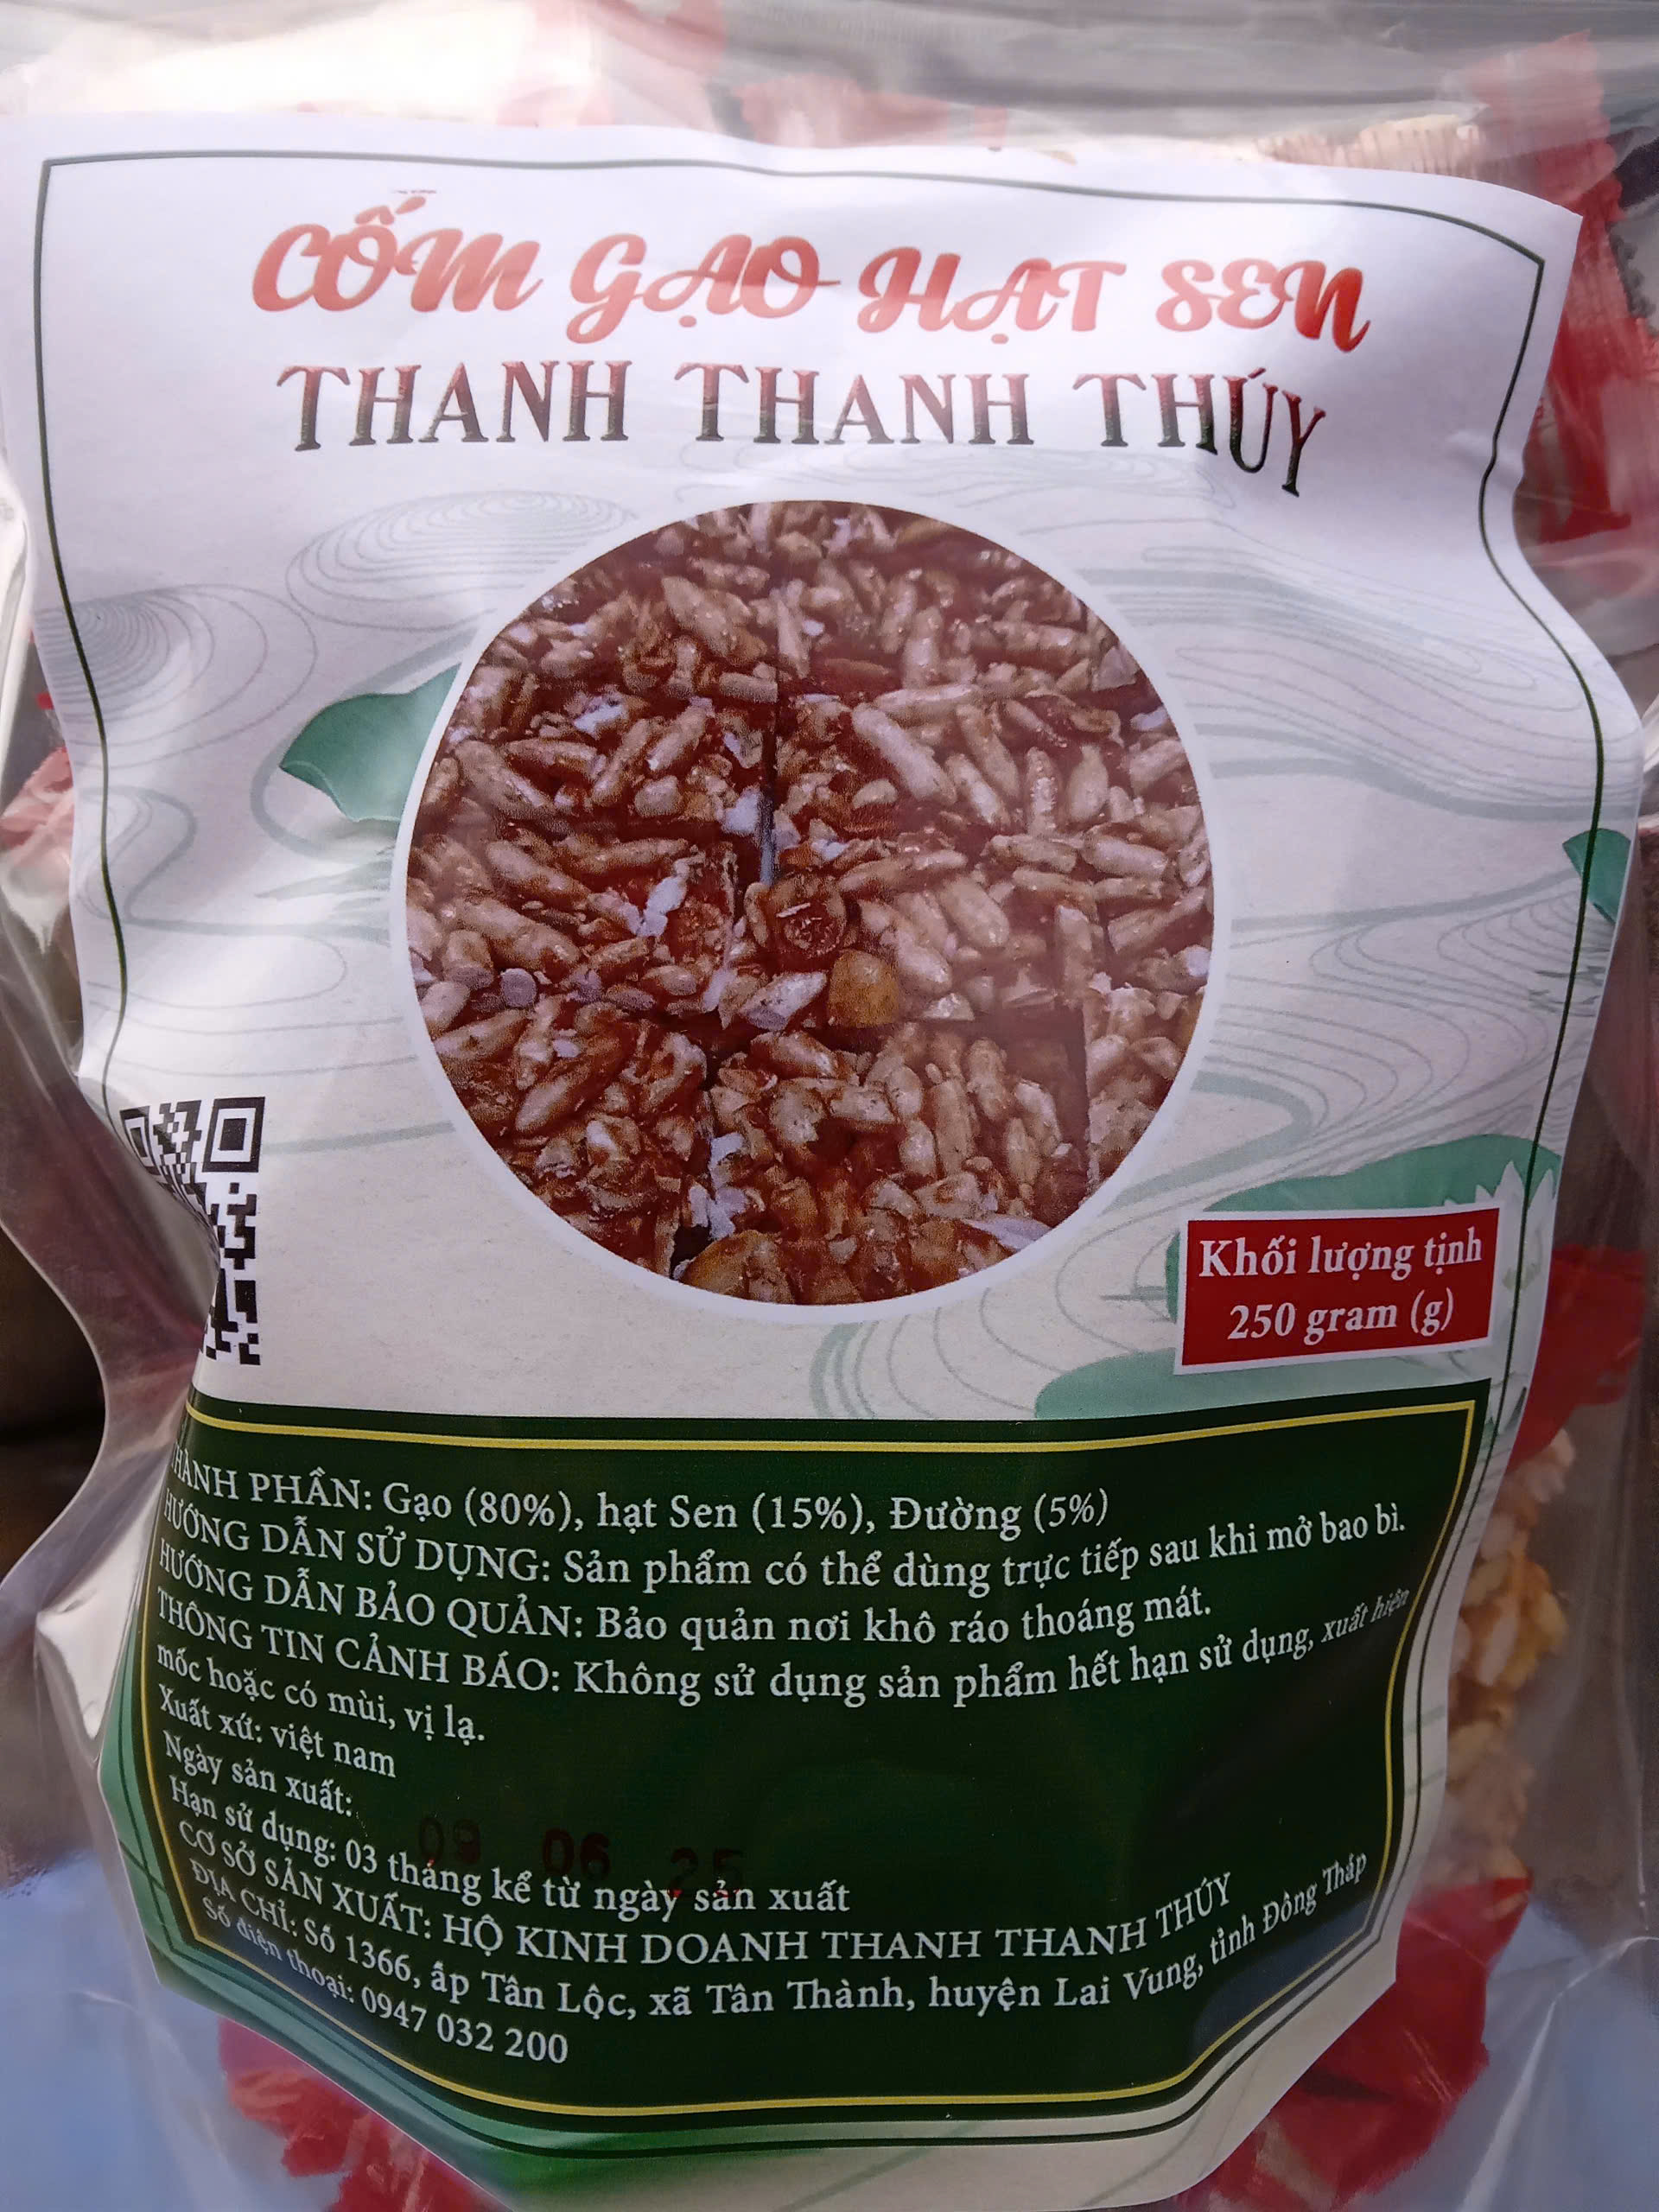 CỐM GẠO HẠT SEN
THANH THANH THÚY
Khối lượng tịnh
250 gram (g)
THÀNH PHẦN: Gạo (80%), hạt Sen (15%), Đường (5%)
HƯỚNG DẪN SỬ DỤNG: Sản phẩm có thể dùng trực tiếp sau khi mở bao bì.
HƯỚNG DẪN BẢO QUẢN: Bảo quản nơi khô ráo thoáng mát.
THÔNG TIN CẢNH BÁO: Không sử dụng sản phẩm hết hạn sử dụng, xuất hiện
mốc hoặc có mùi, vị lạ.
Xuất xứ: việt nam
Ngày sản xuất:
09 06 25
Hạn sử dụng: 03 tháng kể từ ngày sản xuất
CƠ SỞ SẢN XUẤT: HỘ KINH DOANH THANH THANH THÚY
ĐỊA CHỈ: Số 1366, ấp Tân Lộc, xã Tân Thành, huyện Lai Vung, tỉnh Đồng Tháp
Số điện thoại: 0947 032 200